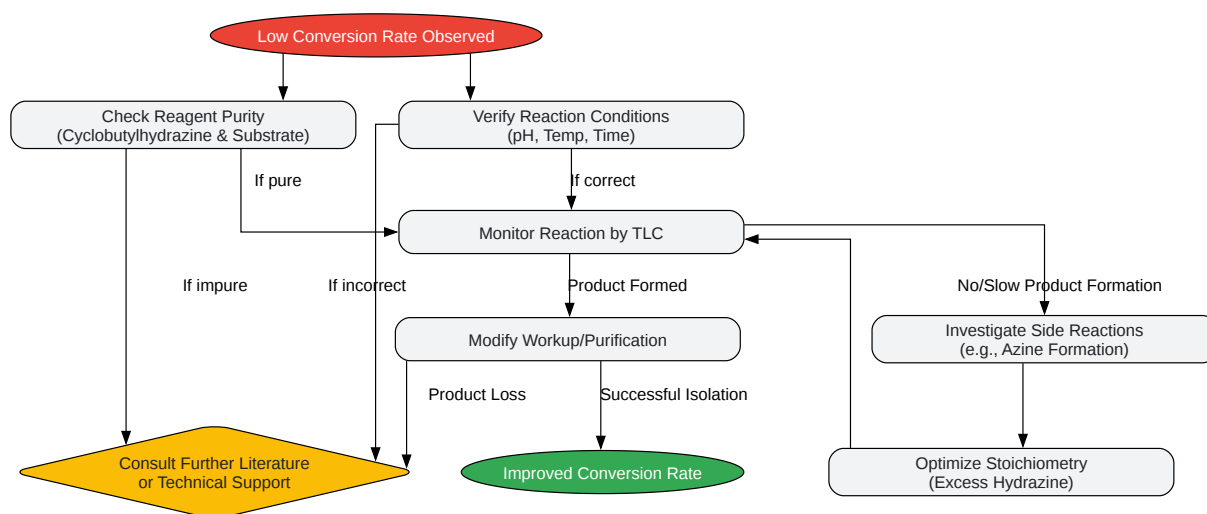 Low Conversion Rate Observed
Check Reagent Purity
(Cyclobutylhydrazine & Substrate)
Verify Reaction Conditions
(pH, Temp, Time)
If pure
If correct
Monitor Reaction by TLC
If impure
If incorrect
Product Formed
No/Slow Product Formation
Modify Workup/Purification
Investigate Side Reactions
(e.g., Azine Formation)
Product Loss
Successful Isolation
Consult Further Literature
or Technical Support
Improved Conversion Rate
Optimize Stoichiometry
(Excess Hydrazine)